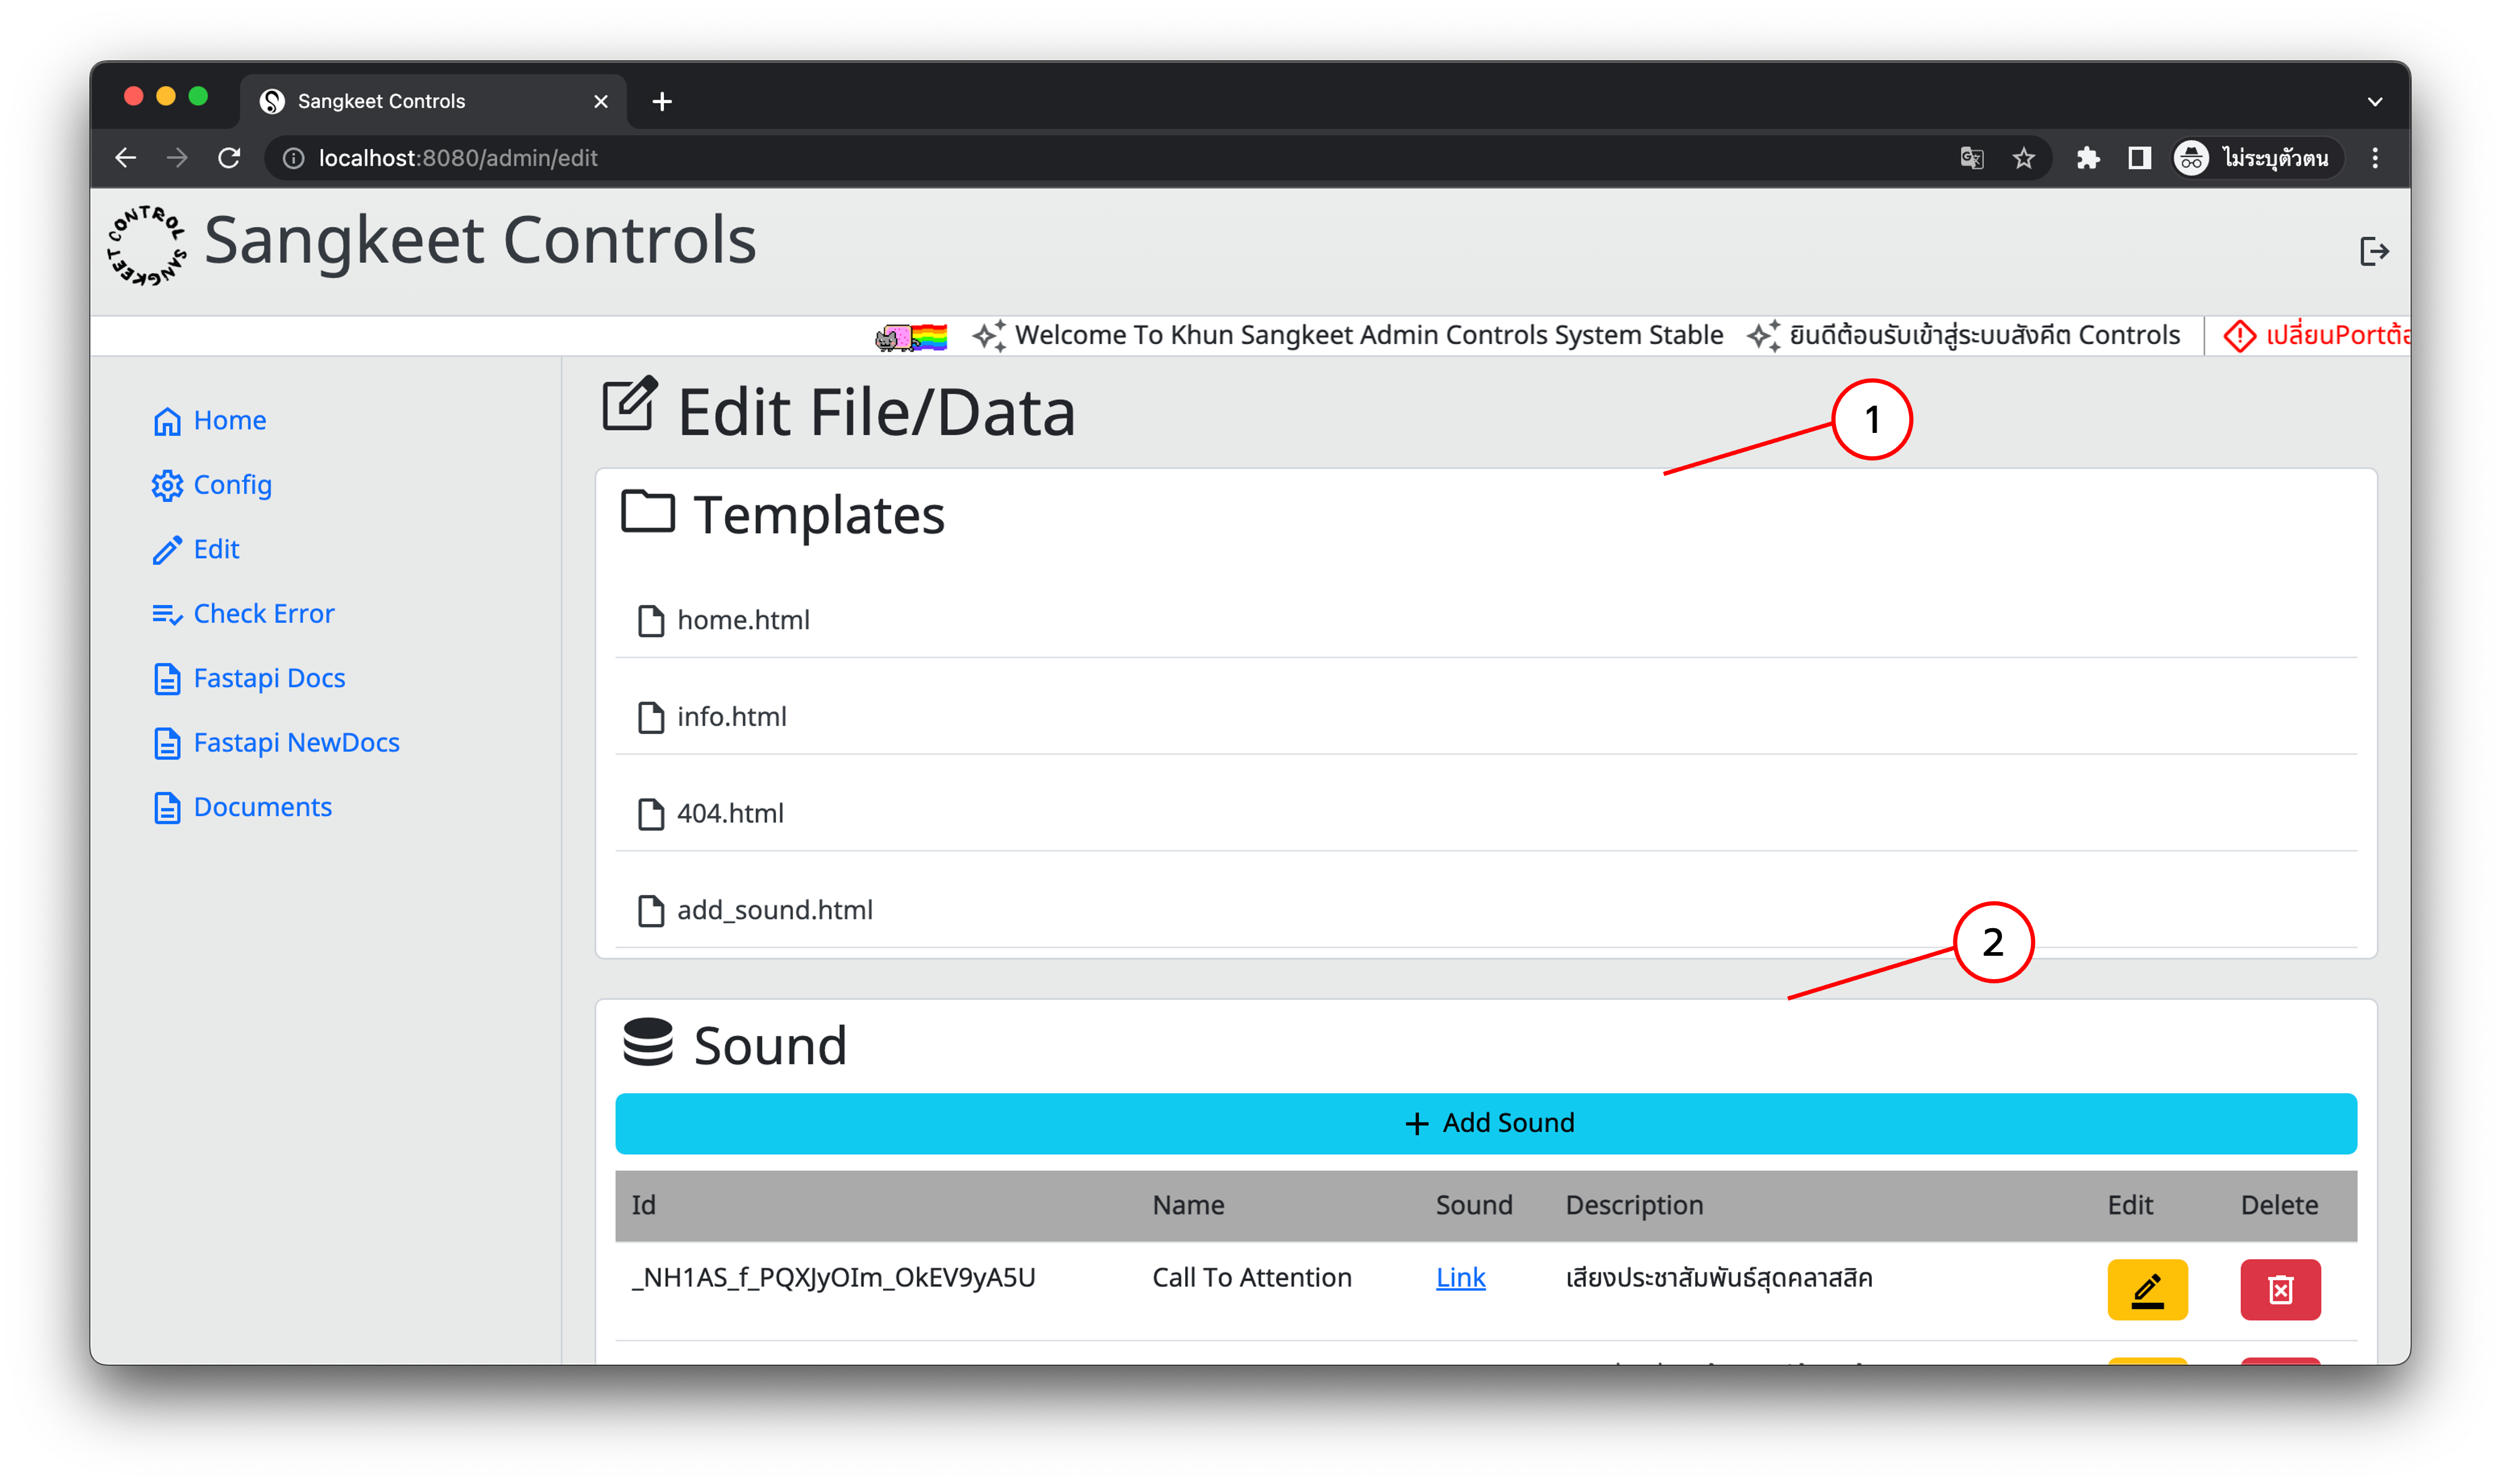 Sangkeet Controls
localhost:8080/admin/edit
ไม่ระบุตัวตน
CONTROL SANGKEET
Sangkeet Controls
Welcome To Khun Sangkeet Admin Controls System Stable ยินดีต้อนรับเข้าสู่ระบบสังคีต Controls เปลี่ยนPort
Home
Config
Edit
Check Error
Fastapi Docs
Fastapi NewDocs
Documents
Edit File/Data
1
Templates
home.html
info.html
404.html
add_sound.html
2
Sound
Add Sound
Id Name Sound Description Edit Delete
_NH1AS_f_PQXJyOIm_OkEV9yA5U Call To Attention Link เสียงประชาสัมพันธ์สุดคลาสสิค